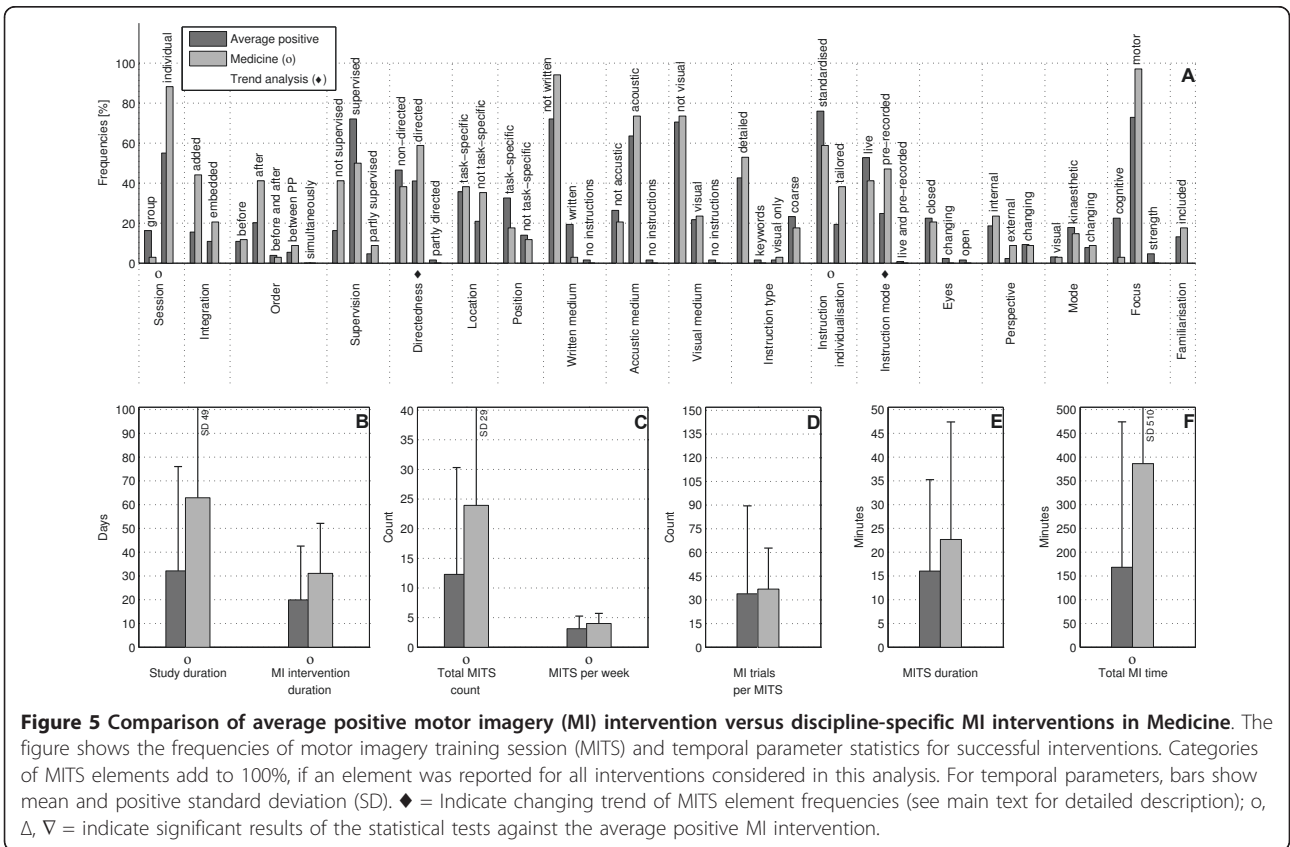 Average positive
Medicine (o)
Trend analysis (♦)
A
Frequencies [%]
100
80
60
40
20
0
group
individual
added
embedded
before
after
before and after
between PP
simultaneously
not supervised
supervised
partly supervised
non−directed
directed
partly directed
task−specific
not task−specific
task−specific
not task−specific
not written
written
no instructions
not accustic
acoustic
no instructions
not visual
visual
no instructions
detailed
keywords
visual only
coarse
standardised
tailored
live
pre−recorded
live and pre−recorded
closed
changing
open
internal
external
changing
visual
kinaesthetic
changing
cognitive
motor
strength
included
Session o
Integration
Order
Supervision
Directedness ♦
Location
Position
Written medium
Accustic medium
Visual medium
Instruction type
Instruction
individualisation
o
Instruction mode ♦
Eyes
Perspective
Mode
Focus
Familiarisation
B
Days
100
90
80
70
60
50
40
30
20
10
0
SD 49
o
Study duration
o
MI intervention
duration
C
Count
40
35
30
25
20
15
10
5
0
SD 29
o
Total MITS
count
o
MITS per week
D
Count
150
135
120
105
90
75
60
45
30
15
0
MI trials
per MITS
E
Minutes
50
45
40
35
30
25
20
15
10
5
0
MITS duration
F
Minutes
500
450
400
350
300
250
200
150
100
50
0
SD 510
o
Total MI time
Figure 5 Comparison of average positive motor imagery (MI) intervention versus discipline-specific MI interventions in Medicine. The
figure shows the frequencies of motor imagery training session (MITS) and temporal parameter statistics for successful interventions. Categories
of MITS elements add to 100%, if an element was reported for all interventions considered in this analysis. For temporal parameters, bars show
mean and positive standard deviation (SD). ♦ = Indicate changing trend of MITS element frequencies (see main text for detailed description); o,
Δ, ∇ = indicate significant results of the statistical tests against the average positive MI intervention.